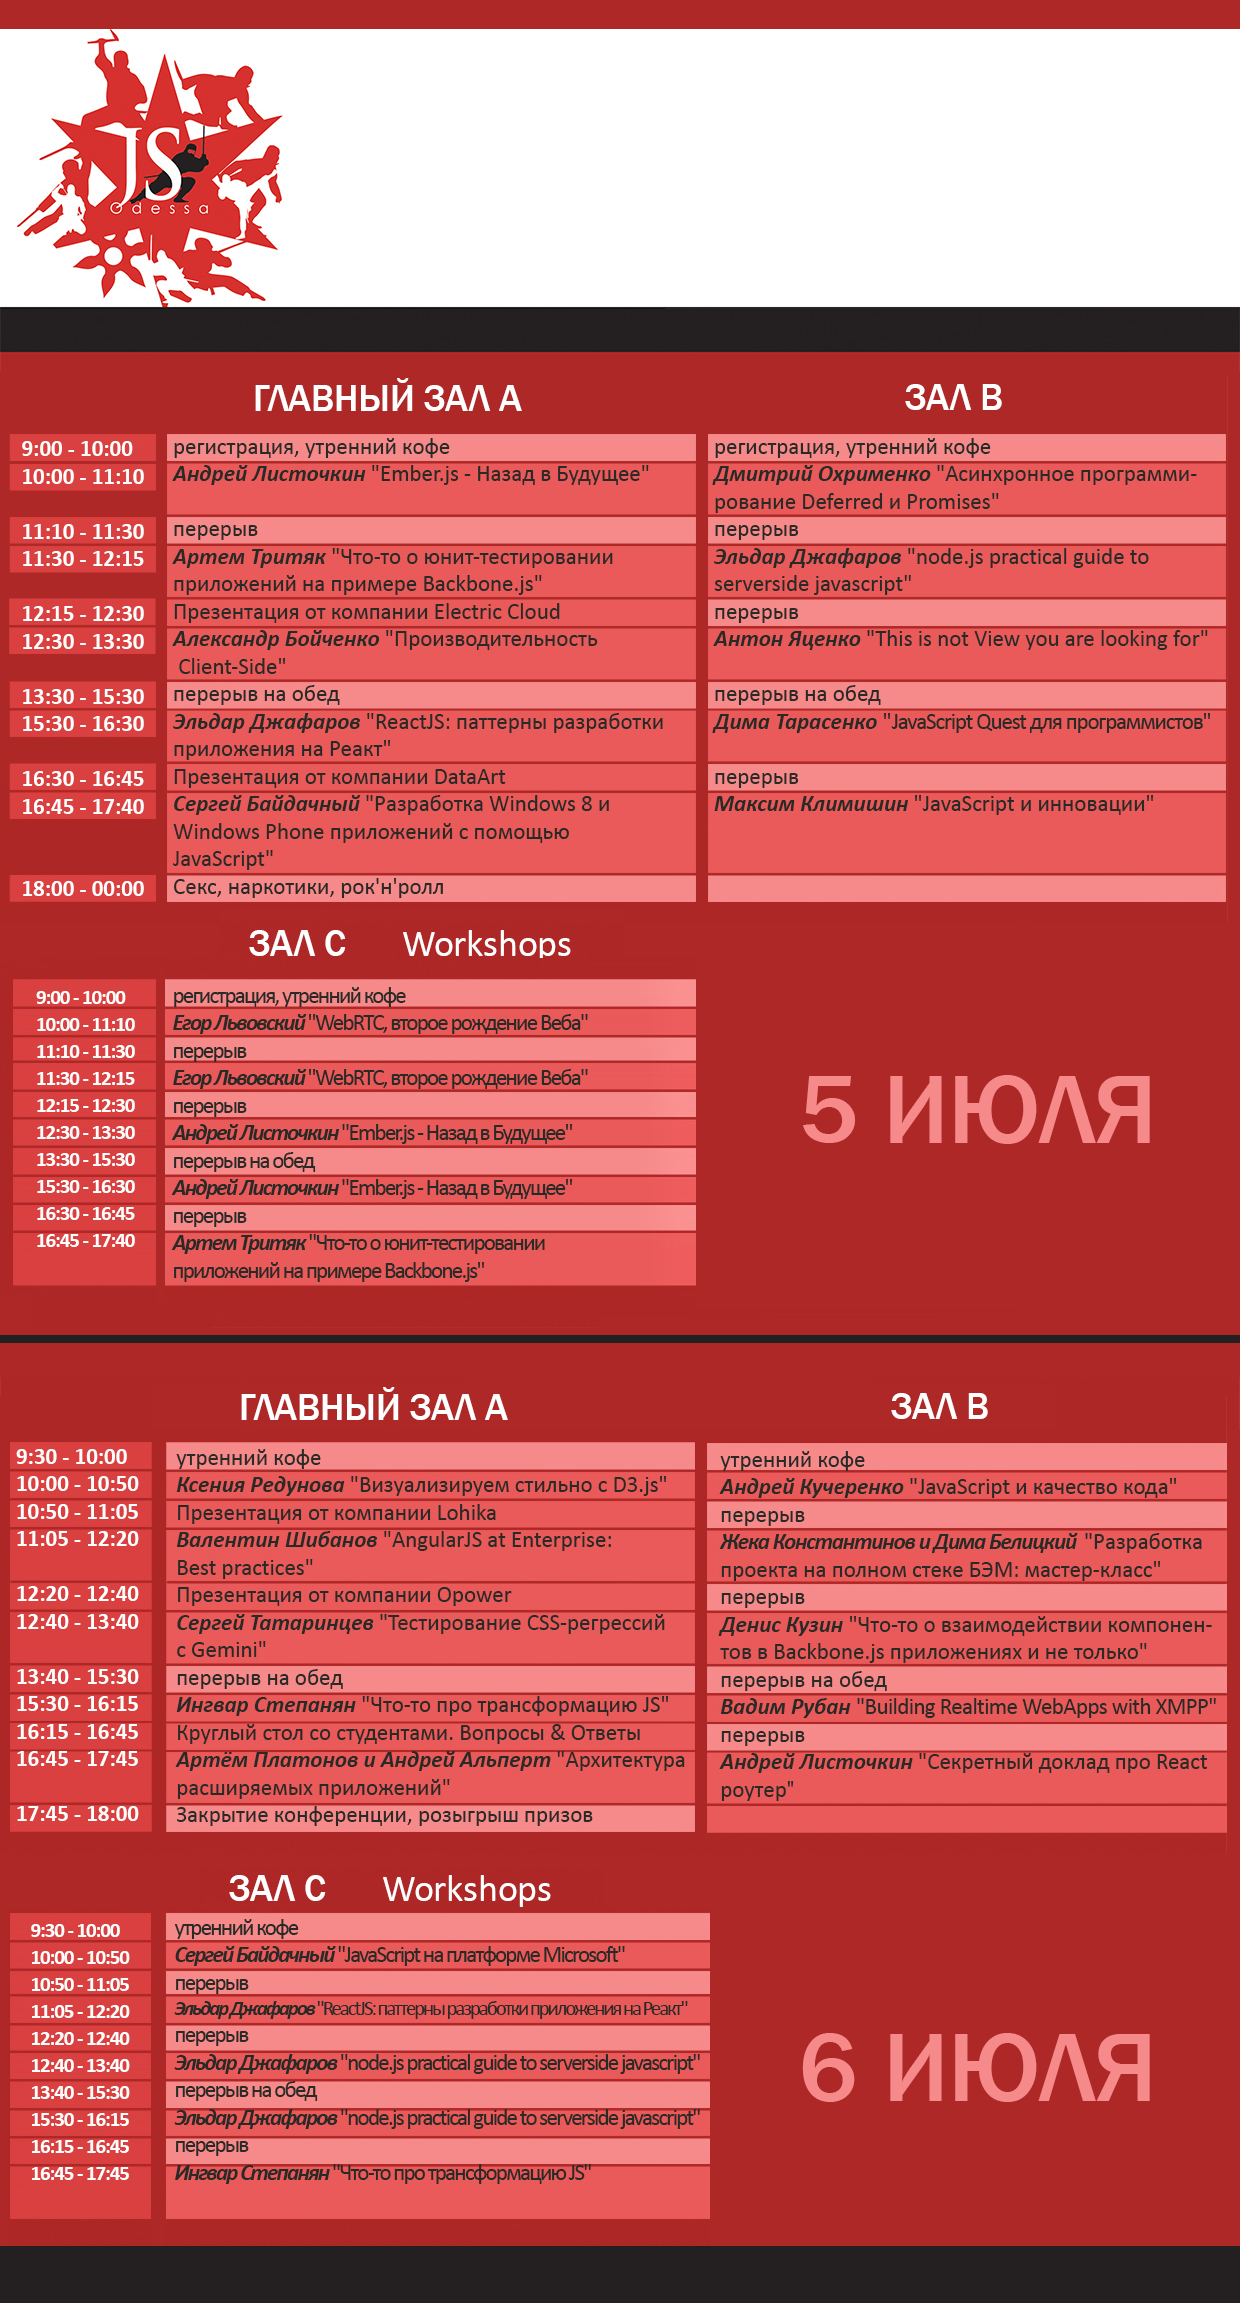 JS
Odessa
ГЛАВНЫЙ ЗАЛ А
ЗАЛ В
9:00 - 10:00
регистрация, утренний кофе
регистрация, утренний кофе
10:00 - 11:10
Андрей Листочкин "Ember.js - Назад в Будущее"
Дмитрий Охрименко "Асинхронное программи-
рование Deferred и Promises"
11:10 - 11:30
перерыв
перерыв
11:30 - 12:15
Артем Тритяк "Что-то о юнит-тестировании
приложений на примере Backbone.js"
Эльдар Джафаров "node.js practical guide to
serverside javascript"
12:15 - 12:30
Презентация от компании Electric Cloud
перерыв
12:30 - 13:30
Александр Бойченко "Производительность
Client-Side"
Антон Яценко "This is not View you are looking for"
13:30 - 15:30
перерыв на обед
перерыв на обед
15:30 - 16:30
Эльдар Джафаров "ReactJS: паттерны разработки
приложения на Реакт"
Дима Тарасенко "JavaScript Quest для программистов"
16:30 - 16:45
Презентация от компании DataArt
перерыв
16:45 - 17:40
Сергей Байдачный "Разработка Windows 8 и
Windows Phone приложений с помощью
JavaScript"
Максим Климишин "JavaScript и инновации"
18:00 - 00:00
Секс, наркотики, рок'н'ролл
ЗАЛ С Workshops
9:00 - 10:00
регистрация, утренний кофе
10:00 - 11:10
Егор Львовский "WebRTC, второе рождение Веба"
11:10 - 11:30
перерыв
11:30 - 12:15
Егор Львовский "WebRTC, второе рождение Веба"
12:15 - 12:30
перерыв
12:30 - 13:30
Андрей Листочкин "Ember.js - Назад в Будущее"
13:30 - 15:30
перерыв на обед
15:30 - 16:30
Андрей Листочкин "Ember.js - Назад в Будущее"
16:30 - 16:45
перерыв
16:45 - 17:40
Артем Тритяк "Что-то о юнит-тестировании
приложений на примере Backbone.js"
5 ИЮЛЯ
ГЛАВНЫЙ ЗАЛ А
ЗАЛ В
9:30 - 10:00
утренний кофе
утренний кофе
10:00 - 10:50
Ксения Редунова "Визуализируем стильно с D3.js"
Андрей Кучеренко "JavaScript и качество кода"
10:50 - 11:05
Презентация от компании Lohika
перерыв
11:05 - 12:20
Валентин Шибанов "AngularJS at Enterprise:
Best practices"
Жека Константинов и Дима Белицкий "Разработка
проекта на полном стеке БЭМ: мастер-класс"
12:20 - 12:40
Презентация от компании Opower
перерыв
12:40 - 13:40
Сергей Татаринцев "Тестирование CSS-регрессий
с Gemini"
Денис Кузин "Что-то о взаимодействии компонен-
тов в Backbone.js приложениях и не только"
13:40 - 15:30
перерыв на обед
перерыв на обед
15:30 - 16:15
Ингвар Степанян "Что-то про трансформацию JS"
Вадим Рубан "Building Realtime WebApps with XMPP"
16:15 - 16:45
Круглый стол со студентами. Вопросы & Ответы
перерыв
16:45 - 17:45
Артём Платонов и Андрей Альперт "Архитектура
расширяемых приложений"
Андрей Листочкин "Секретный доклад про React
роутер"
17:45 - 18:00
Закрытие конференции, розыгрыш призов
ЗАЛ С Workshops
9:30 - 10:00
утренний кофе
10:00 - 10:50
Сергей Байдачный "JavaScript на платформе Microsoft"
10:50 - 11:05
перерыв
11:05 - 12:20
Эльдар Джафаров "ReactJS: паттерны разработки приложения на Реакт"
12:20 - 12:40
перерыв
12:40 - 13:40
Эльдар Джафаров "node.js practical guide to serverside javascript"
13:40 - 15:30
перерыв на обед
15:30 - 16:15
Эльдар Джафаров "node.js practical guide to serverside javascript"
16:15 - 16:45
перерыв
16:45 - 17:45
Ингвар Степанян "Что-то про трансформацию JS"
6 ИЮЛЯ